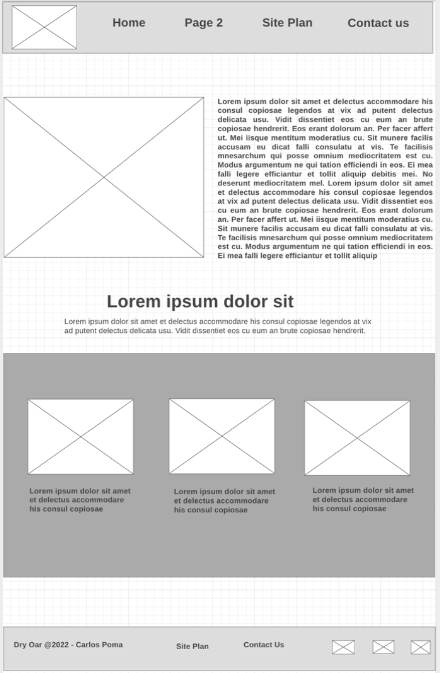 Home Page 2 Site Plan Contact us
Lorem ipsum dolor sit amet et delectus accommodare his
consul copiosae legendos at vix ad putent delectus
delicata usu. Vidit dissentiet eos cu eum an brute
copiosae hendrerit. Eos erant dolorum an. Per facer affert
ut. Mei iisque menandri moderatius cu. Sit munere facilis
accusam eu dicat falli consulatu at vis. Te facilisis
mnesarchum qui posse omnium mediocritatem est cu.
Modus argumentum ne qui tation efficiendi in eos. Ei mea
falli legere efficiantur et tollit aliquip debitis mei. No
deserunt mediocritatem mel. Lorem ipsum dolor sit amet
et delectus accommodare his consul copiosae legendos
at vix ad putent delectus delicata usu. Vidit dissentiet eos
cu eum an brute copiosae hendrerit. Eos erant dolorum
an. Per facer affert ut. Mei iisque menandri moderatius cu.
Sit munere facilis accusam eu dicat falli consulatu at vis.
Te facilisis mnesarchum qui posse omnium mediocritatem
est cu. Modus argumentum ne qui tation efficiendi in eos.
Ei mea falli legere efficiantur et tollit aliquip
Lorem ipsum dolor sit
Lorem ipsum dolor sit amet et delectus accommodare his consul copiosae legendos at vix
ad putent delectus delicata usu. Vidit dissentiet eos cu eum an brute copiosae hendrerit.
Lorem ipsum dolor sit amet
et delectus accommodare
his consul copiosae
Lorem ipsum dolor sit amet
et delectus accommodare
his consul copiosae
Lorem ipsum dolor sit amet
et delectus accommodare
his consul copiosae
Dry Oar @2022 - Carlos Poma Site Plan Contact Us